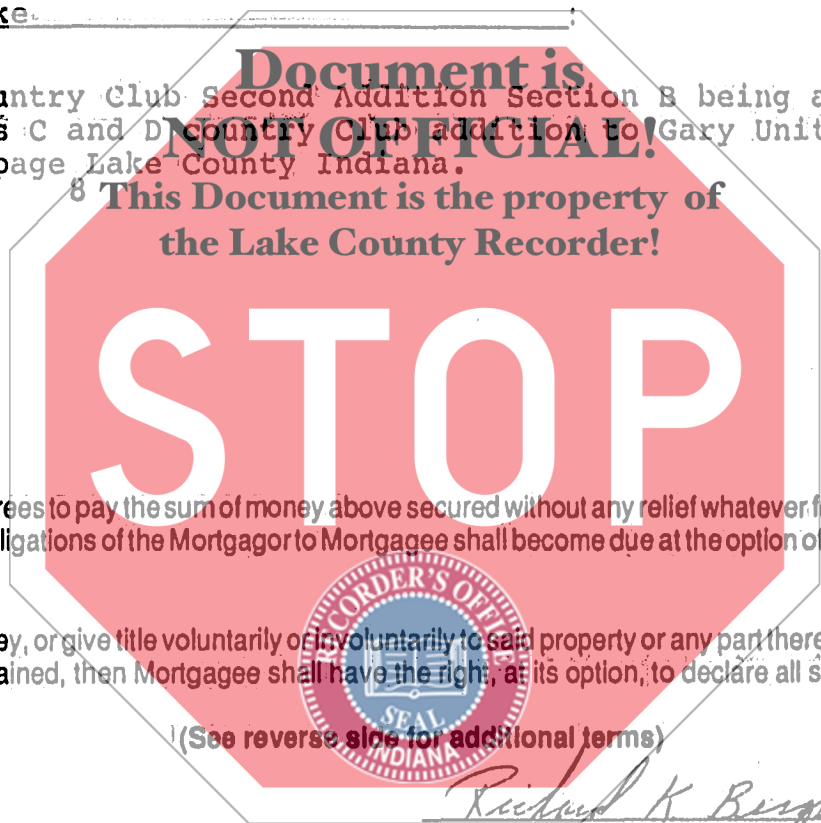 ke
Document is
untry Club Second Addition Section B being a
s C and D country Club addition to Gary Unit
NOT OFFICIAL!
page Lake County Indiana.
8
This Document is the property of
the Lake County Recorder!
STOP
rees to pay the sum of money above secured without any relief whatever f
ligations of the Mortgagor to Mortgagee shall become due at the option of
RECORDER'S OFFICE
ey, or give title voluntarily or involuntarily to said property or any part there
ained, then Mortgagee shall have the right, at its option, to declare all s
SEAL
INDIANA
(See reverse side for additional terms)
Richard K